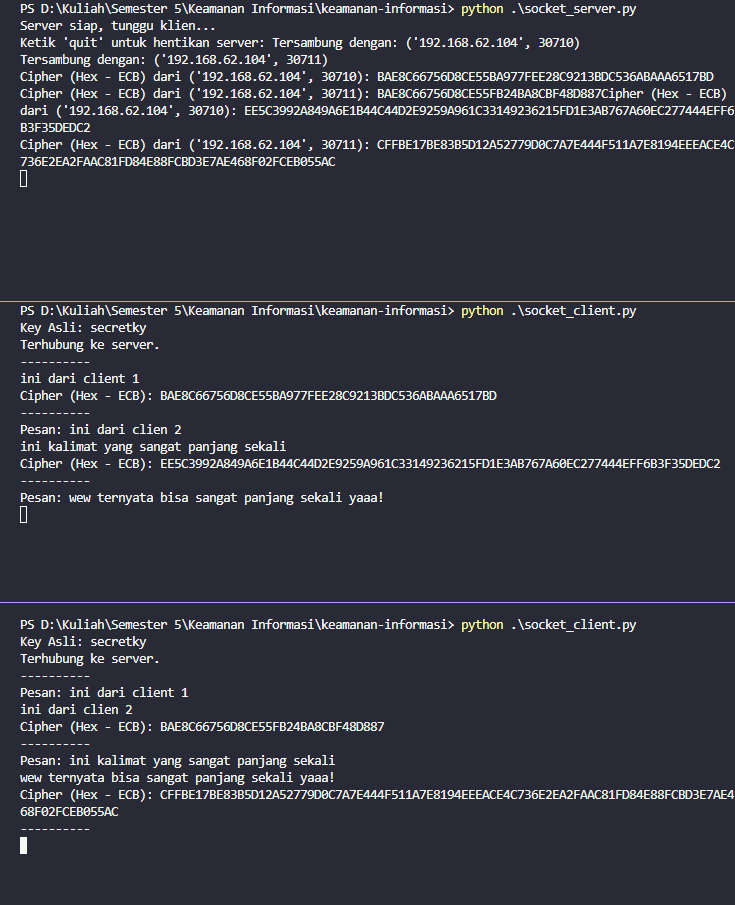 PS D:\Kuliah\Semester 5\Keamanan Informasi\keamanan-informasi> python .\socket_server.py
Server siap, tunggu klien...
Ketik 'quit' untuk hentikan server: Tersambung dengan: ('192.168.62.104', 30710)
Tersambung dengan: ('192.168.62.104', 30711)
Cipher (Hex - ECB) dari ('192.168.62.104', 30710): BAE8C66756D8CE55BA977FEE28C9213BDC536ABAAA6517BD
Cipher (Hex - ECB) dari ('192.168.62.104', 30711): BAE8C66756D8CE55FB24BA8CBF48D887Cipher (Hex - ECB)
dari ('192.168.62.104', 30710): EE5C3992A849A6E1B44C44D2E9259A961C33149236215FD1E3AB767A60EC277444EFF6
B3F35DEDC2
Cipher (Hex - ECB) dari ('192.168.62.104', 30711): CFFBE17BE83B5D12A52779D0C7A7E444F511A7E8194EEEACE4C
736E2EA2FAAC81FD84E88FCBD3E7AE468F02FCEB055AC
PS D:\Kuliah\Semester 5\Keamanan Informasi\keamanan-informasi> python .\socket_client.py
Key Asli: secretky
Terhubung ke server.
----------
ini dari client 1
Cipher (Hex - ECB): BAE8C66756D8CE55BA977FEE28C9213BDC536ABAAA6517BD
----------
Pesan: ini dari clien 2
ini kalimat yang sangat panjang sekali
Cipher (Hex - ECB): EE5C3992A849A6E1B44C44D2E9259A961C33149236215FD1E3AB767A60EC277444EFF6B3F35DEDC2
----------
Pesan: wew ternyata bisa sangat panjang sekali yaaa!
PS D:\Kuliah\Semester 5\Keamanan Informasi\keamanan-informasi> python .\socket_client.py
Key Asli: secretky
Terhubung ke server.
----------
Pesan: ini dari client 1
ini dari clien 2
Cipher (Hex - ECB): BAE8C66756D8CE55FB24BA8CBF48D887
----------
Pesan: ini kalimat yang sangat panjang sekali
wew ternyata bisa sangat panjang sekali yaaa!
Cipher (Hex - ECB): CFFBE17BE83B5D12A52779D0C7A7E444F511A7E8194EEEACE4C736E2EA2FAAC81FD84E88FCBD3E7AE4
68F02FCEB055AC
----------